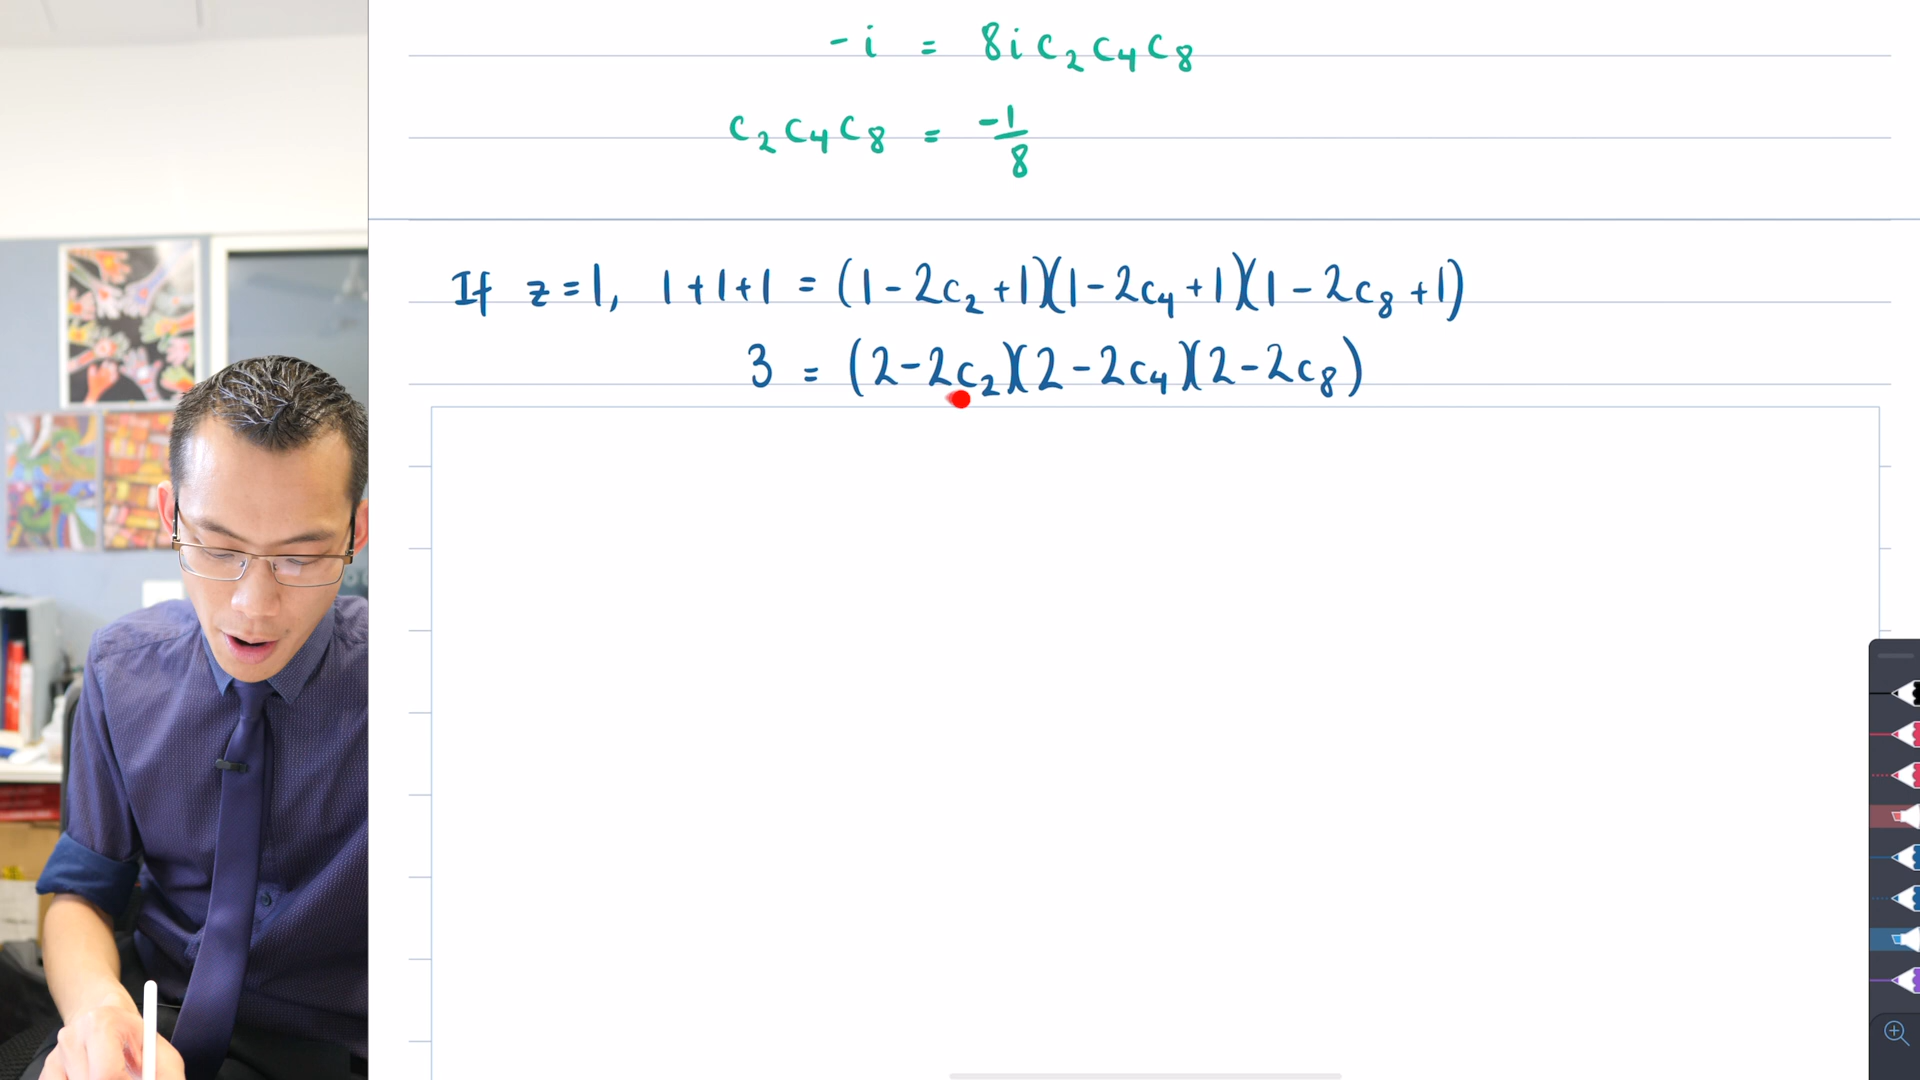 -i = 8i c₂c₄c₈
c₂c₄c₈ = -1/8
If z=1, 1+1+1 = (1-2c₂+1)(1-2c₄+1)(1-2c₈+1)
3 = (2-2c₂)(2-2c₄)(2-2c₈)